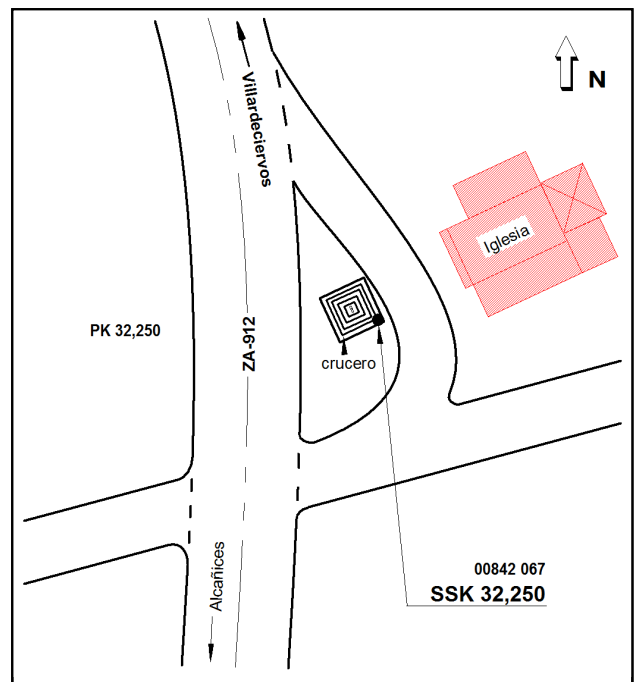 Villardeciervos
N
Iglesia
PK 32,250
ZA-912
crucero
00842 067
SSK 32,250
Alcañices